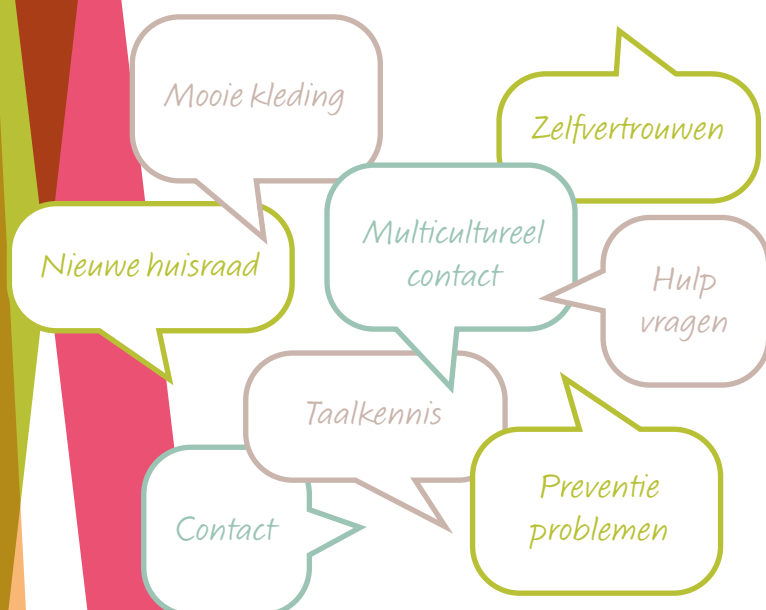 Mooie kleding
Zelfvertrouwen
Nieuwe huisraad
Multicultureel
contact
Hulp
vragen
Taalkennis
Preventie
problemen
Contact